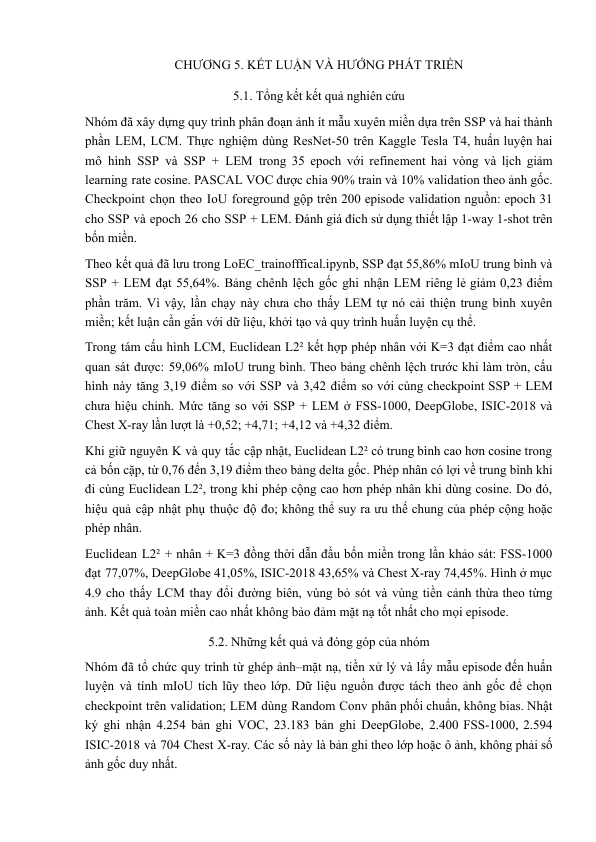 CHƯƠNG 5. KẾT LUẬN VÀ HƯỚNG PHÁT TRIỂN
5.1. Tổng kết kết quả nghiên cứu
Nhóm đã xây dựng quy trình phân đoạn ảnh ít mẫu xuyên miền dựa trên SSP và hai thành
phần LEM, LCM. Thực nghiệm dùng ResNet-50 trên Kaggle Tesla T4, huấn luyện hai
mô hình SSP và SSP + LEM trong 35 epoch với refinement hai vòng và lịch giảm
learning rate cosine. PASCAL VOC được chia 90% train và 10% validation theo ảnh gốc.
Checkpoint chọn theo IoU foreground gộp trên 200 episode validation nguồn: epoch 31
cho SSP và epoch 26 cho SSP + LEM. Đánh giá đích sử dụng thiết lập 1-way 1-shot trên
bốn miền.
Theo kết quả đã lưu trong LoEC_trainofffical.ipynb, SSP đạt 55,86% mIoU trung bình và
SSP + LEM đạt 55,64%. Bảng chênh lệch gốc ghi nhận LEM riêng lẻ giảm 0,23 điểm
phần trăm. Vì vậy, lần chạy này chưa cho thấy LEM tự nó cải thiện trung bình xuyên
miền; kết luận cần gắn với dữ liệu, khởi tạo và quy trình huấn luyện cụ thể.
Trong tám cấu hình LCM, Euclidean L2² kết hợp phép nhân với K=3 đạt điểm cao nhất
quan sát được: 59,06% mIoU trung bình. Theo bảng chênh lệch trước khi làm tròn, cấu
hình này tăng 3,19 điểm so với SSP và 3,42 điểm so với cùng checkpoint SSP + LEM
chưa hiệu chỉnh. Mức tăng so với SSP + LEM ở FSS-1000, DeepGlobe, ISIC-2018 và
Chest X-ray lần lượt là +0,52; +4,71; +4,12 và +4,32 điểm.
Khi giữ nguyên K và quy tắc cập nhật, Euclidean L2² có trung bình cao hơn cosine trong
cả bốn cặp, từ 0,76 đến 3,19 điểm theo bảng delta gốc. Phép nhân có lợi về trung bình khi
đi cùng Euclidean L2², trong khi phép cộng cao hơn phép nhân khi dùng cosine. Do đó,
hiệu quả cập nhật phụ thuộc độ đo; không thể suy ra ưu thế chung của phép cộng hoặc
phép nhân.
Euclidean L2² + nhân + K=3 đồng thời dẫn đầu bốn miền trong lần khảo sát: FSS-1000
đạt 77,07%, DeepGlobe 41,05%, ISIC-2018 43,65% và Chest X-ray 74,45%. Hình ở mục
4.9 cho thấy LCM thay đổi đường biên, vùng bỏ sót và vùng tiền cảnh thừa theo từng
ảnh. Kết quả toàn miền cao nhất không bảo đảm mặt nạ tốt nhất cho mọi episode.
5.2. Những kết quả và đóng góp của nhóm
Nhóm đã tổ chức quy trình từ ghép ảnh–mặt nạ, tiền xử lý và lấy mẫu episode đến huấn
luyện và tính mIoU tích lũy theo lớp. Dữ liệu nguồn được tách theo ảnh gốc để chọn
checkpoint trên validation; LEM dùng Random Conv phân phối chuẩn, không bias. Nhật
ký ghi nhận 4.254 bản ghi VOC, 23.183 bản ghi DeepGlobe, 2.400 FSS-1000, 2.594
ISIC-2018 và 704 Chest X-ray. Các số này là bản ghi theo lớp hoặc ô ảnh, không phải số
ảnh gốc duy nhất.